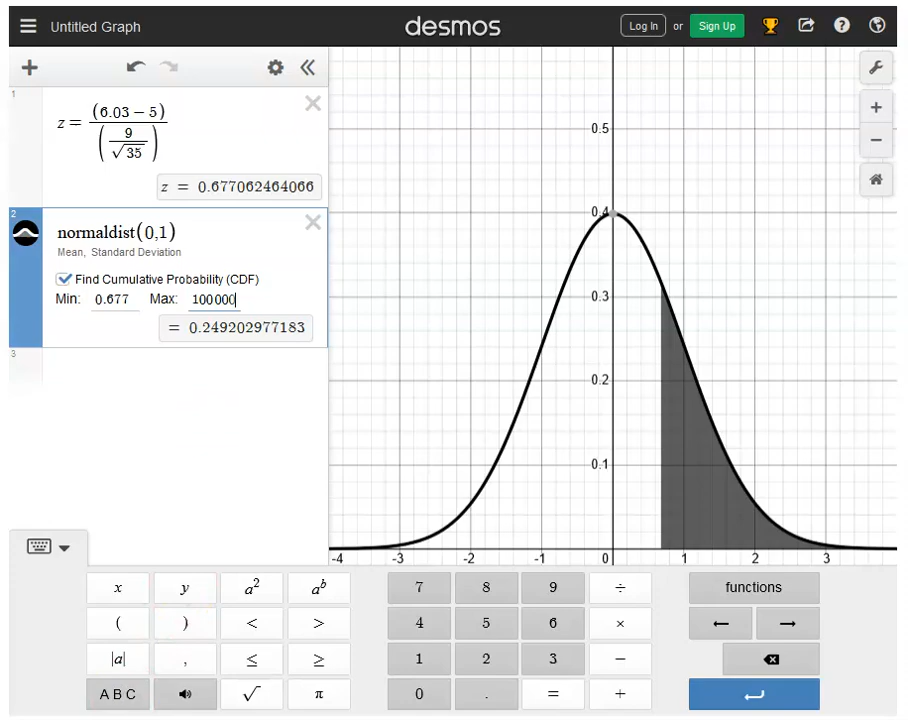 Untitled Graph
desmos
Log In or Sign Up
1
z = (6.03 − 5) / (9/√35)
z = 0.677062464066
2
normaldist(0,1)
Mean, Standard Deviation
Find Cumulative Probability (CDF)
Min: 0.677 Max: 100000
= 0.249202977183
3
0.5
0.4
0.3
0.2
0.1
-4 -3 -2 -1 0 1 2 3
x y a² aᵇ 7 8 9 ÷ functions
( ) < > 4 5 6 × ← →
|a| , ≤ ≥ 1 2 3 −
A B C √ π 0 . = +